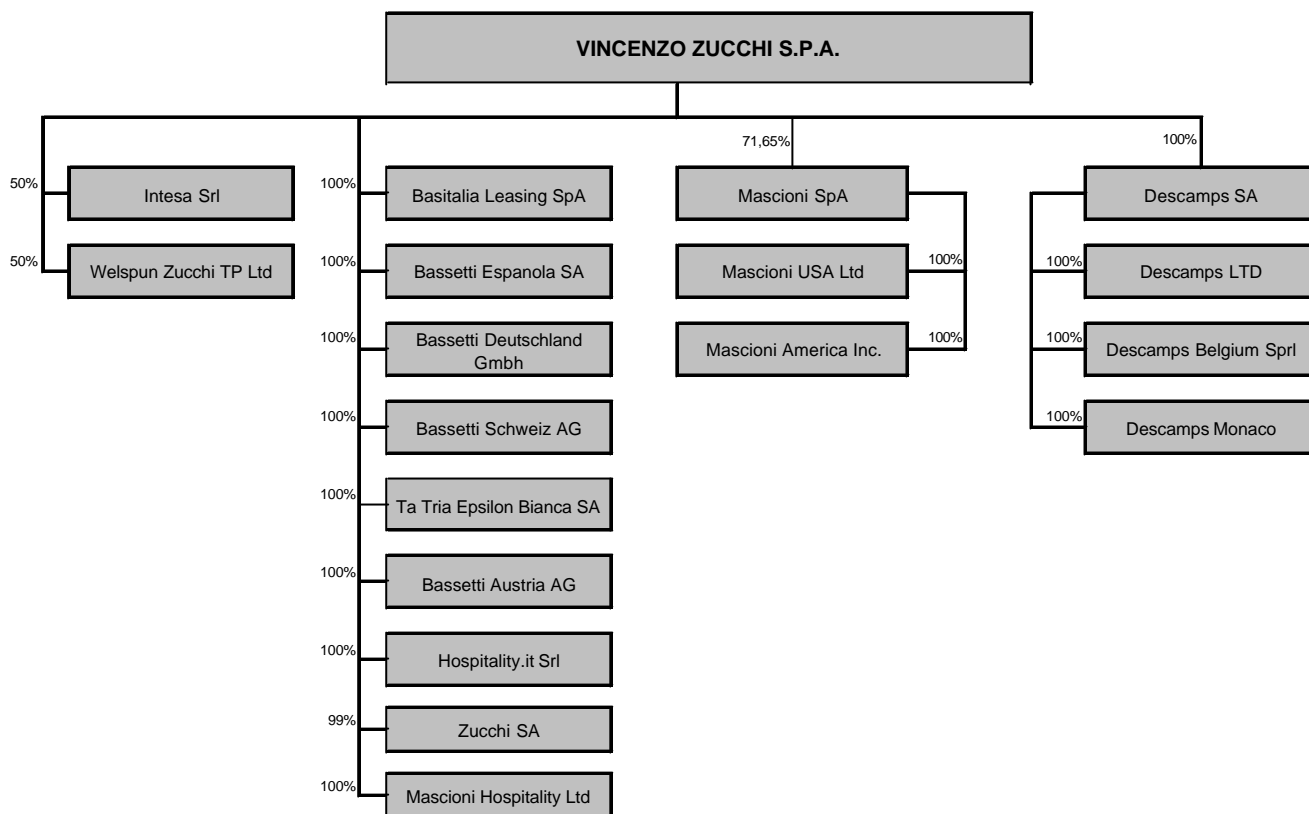 VINCENZO ZUCCHI S.P.A.
71,65%
100%
50%
Intesa Srl
100%
Basitalia Leasing SpA
Mascioni SpA
Descamps SA
50%
Welspun Zucchi TP Ltd
100%
Bassetti Espanola SA
Mascioni USA Ltd
100%
100%
Descamps LTD
100%
Bassetti Deutschland
Gmbh
Mascioni America Inc.
100%
100%
Descamps Belgium Sprl
100%
Bassetti Schweiz AG
100%
Descamps Monaco
100%
Ta Tria Epsilon Bianca SA
100%
Bassetti Austria AG
100%
Hospitality.it Srl
99%
Zucchi SA
100%
Mascioni Hospitality Ltd